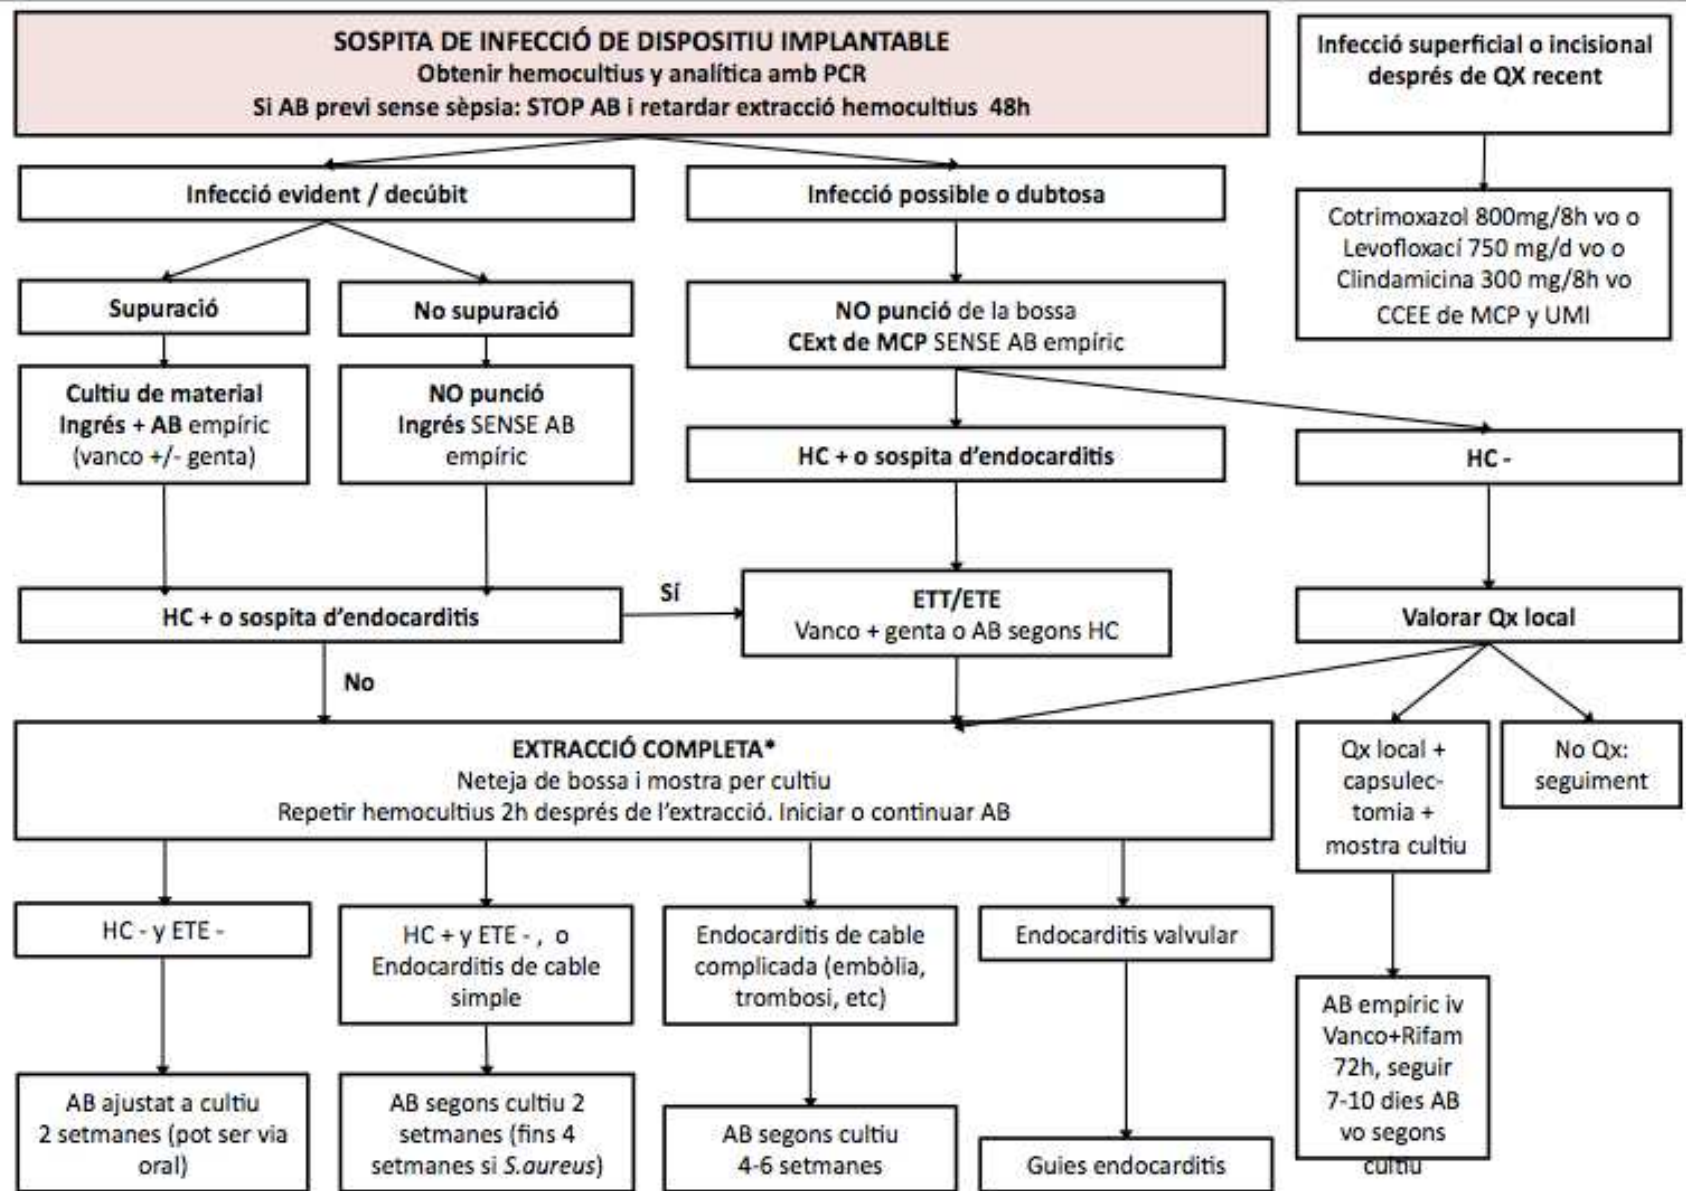 SOSPITA DE INFECCIÓ DE DISPOSITIU IMPLANTABLE
Obtenir hemocultius y analítica amb PCR
Si AB previ sense sèpsia: STOP AB i retardar extracció hemocultius 48h
Infecció superficial o incisional
després de QX recent
Infecció evident / decúbit
Infecció possible o dubtosa
Cotrimoxazol 800mg/8h vo o
Levofloxací 750 mg/d vo o
Clindamicina 300 mg/8h vo
CCEE de MCP y UMI
Supuració
No supuració
NO punció de la bossa
CExt de MCP SENSE AB empíric
Cultiu de material
Ingrés + AB empíric
(vanco +/- genta)
NO punció
Ingrés SENSE AB
empíric
HC + o sospita d’endocarditis
HC -
HC + o sospita d’endocarditis
Sí
No
ETT/ETE
Vanco + genta o AB segons HC
Valorar Qx local
EXTRACCIÓ COMPLETA*
Neteja de bossa i mostra per cultiu
Repetir hemocultius 2h després de l’extracció. Iniciar o continuar AB
Qx local +
capsulec-
tomia +
mostra cultiu
No Qx:
seguiment
HC - y ETE -
HC + y ETE - , o
Endocarditis de cable
simple
Endocarditis de cable
complicada (embòlia,
trombosi, etc)
Endocarditis valvular
AB empíric iv
Vanco+Rifam
72h, seguir
7-10 dies AB
vo segons
cultiu
AB ajustat a cultiu
2 setmanes (pot ser via
oral)
AB segons cultiu 2
setmanes (fins 4
setmanes si S.aureus)
AB segons cultiu
4-6 setmanes
Guies endocarditis